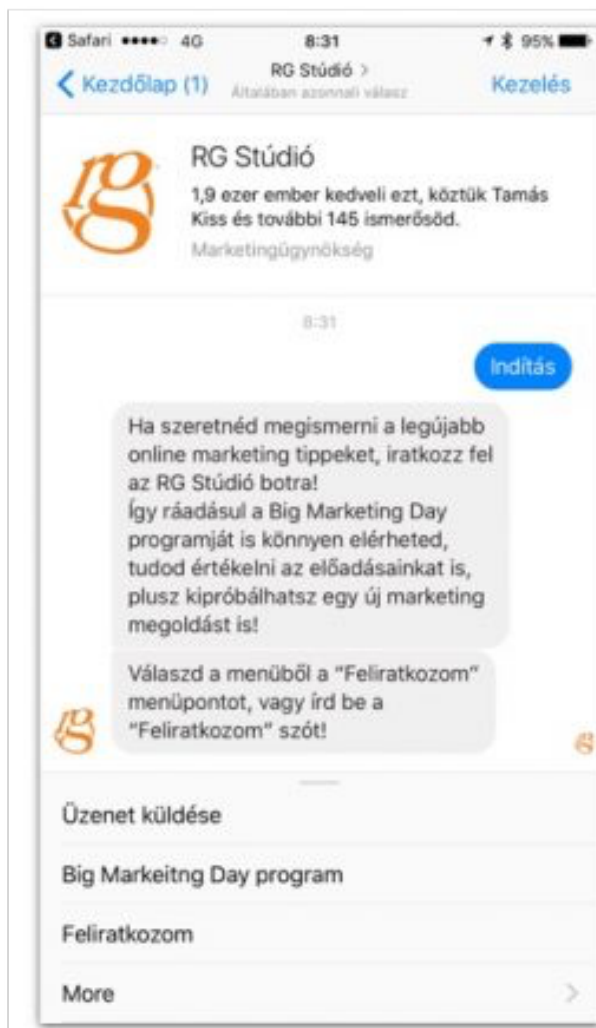 Safari 4G 8:31 95%
Kezdőlap (1) RG Stúdió > Kezelés
Általában azonnali válasz
rg
RG Stúdió
1,9 ezer ember kedveli ezt, köztük Tamás
Kiss és további 145 ismerősöd.
Marketingügynökség
8:31
Indítás
Ha szeretnéd megismerni a legújabb
online marketing tippeket, iratkozz fel
az RG Stúdió botra!
Így ráadásul a Big Marketing Day
programját is könnyen elérheted,
tudod értékelni az előadásainkat is,
plusz kipróbálhatsz egy új marketing
megoldást is!
Válaszd a menüből a “Feliratkozom”
menüpontot, vagy írd be a
“Feliratkozom” szót!
rg
rg
Üzenet küldése
Big Markeitng Day program
Feliratkozom
More